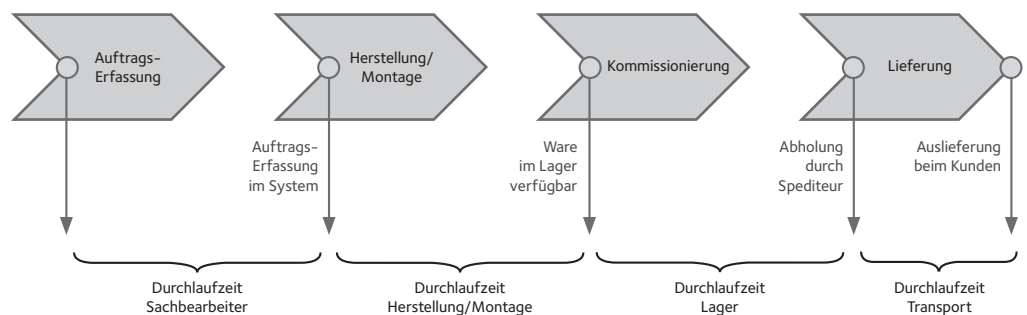 Auftrags-
Erfassung
Herstellung/
Montage
Kommissionierung
Lieferung
Auftrags-
Erfassung
im System
Ware
im Lager
verfügbar
Abholung
durch
Spediteur
Auslieferung
beim Kunden
Durchlaufzeit
Sachbearbeiter
Durchlaufzeit
Herstellung/Montage
Durchlaufzeit
Lager
Durchlaufzeit
Transport